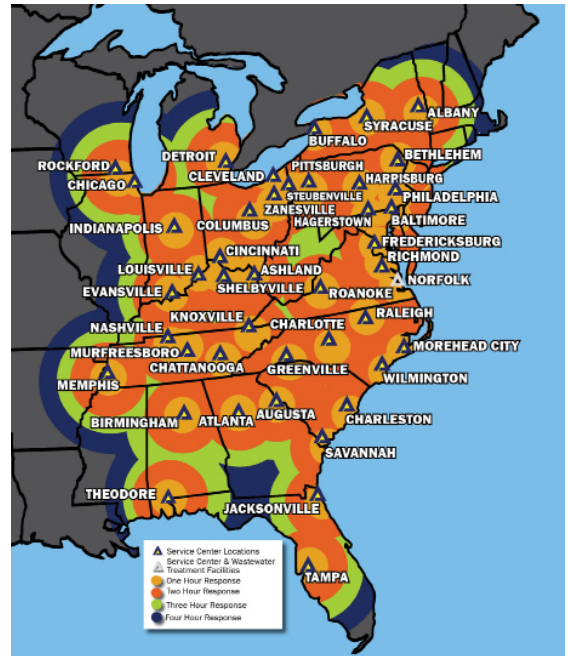 ALBANY
SYRACUSE
BUFFALO
DETROIT
BETHLEHEM
ROCKFORD
CLEVELAND
PITTSBURGH
HARPISBURG
CHICAGO
STEUBENVILLE
PHILADELPHIA
ZANESVILLE
INDIANAPOLIS
COLUMBUS
HAGERSTOWN
BALTIMORE
FREDERICKSBURG
CINCINNATI
RICHMOND
LOUISVILLE
ASHLAND
NORFOLK
EVANSVILLE
SHELBYVILLE
ROANOKE
KNOXVILLE
RALEIGH
NASHVILLE
CHARLOTTE
MURFREESBORO
MOREHEAD CITY
CHATTANOOGA
GREENVILLE
MEMPHIS
WILMINGTON
AUGUSTA
BIRMINGHAM
ATLANTA
CHARLESTON
SAVANNAH
THEODORE
JACKSONVILLE
TAMPA
Service Center Locations
Service Center & Wastewater
Treatment Facilities
One Hour Response
Two Hour Response
Three Hour Response
Four Hour Response